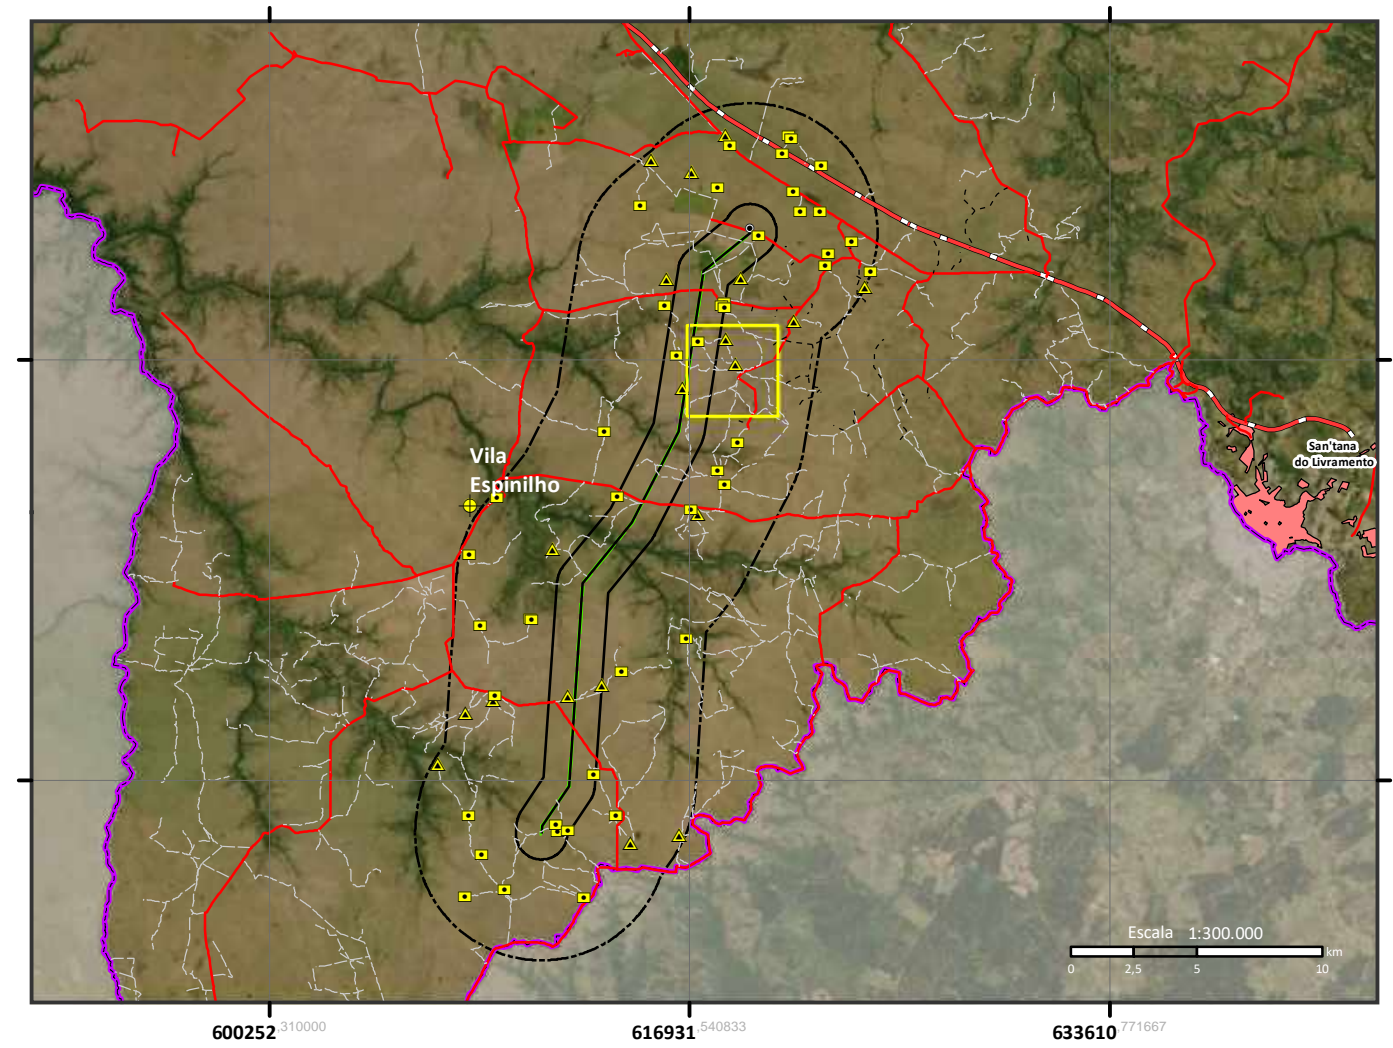 Vila
Espinilho
San'tana
do Livramento
Escala 1:300.000
km
0 2,5 5 10
600252,310000 616931,540833 633610,771667